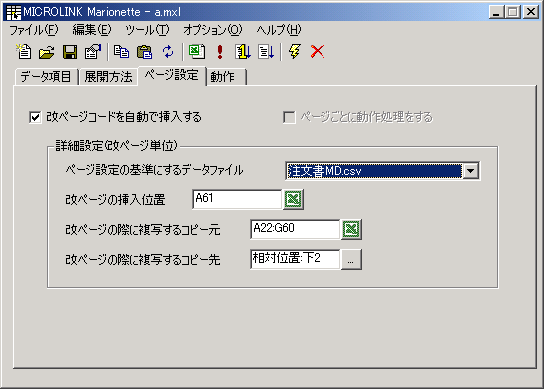 MICROLINK Marionette - a.mxl
ファイル(F) 編集(E) ツール(T) オプション(O) ヘルプ(H)
データ項目 展開方法 ページ設定 動作
改ページコードを自動で挿入する ページごとに動作処理をする
詳細設定(改ページ単位)
ページ設定の基準にするデータファイル 注文書MD.csv
改ページの挿入位置 A61
改ページの際に複写するコピー元 A22:G60
改ページの際に複写するコピー先 相対位置:下2 ...